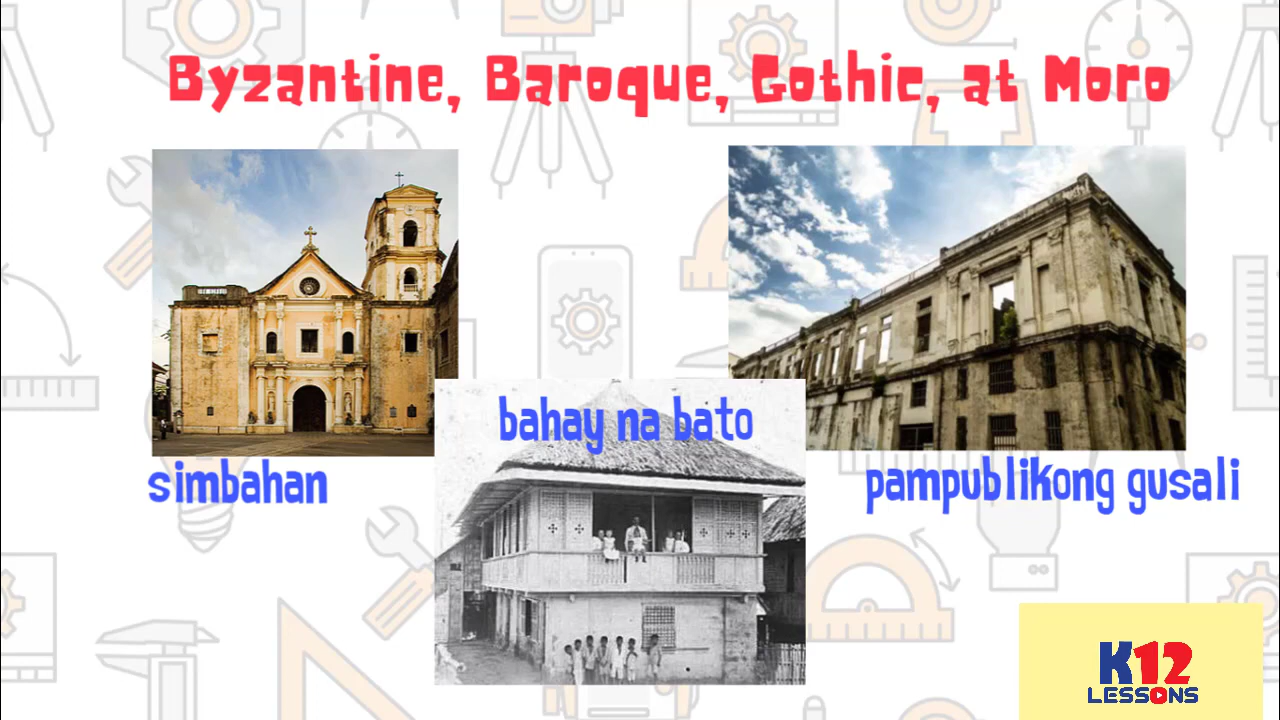 Byzantine, Baroque, Gothic, at Moro
bahay na bato
simbahan
pampublikong gusali
K12
LESSONS